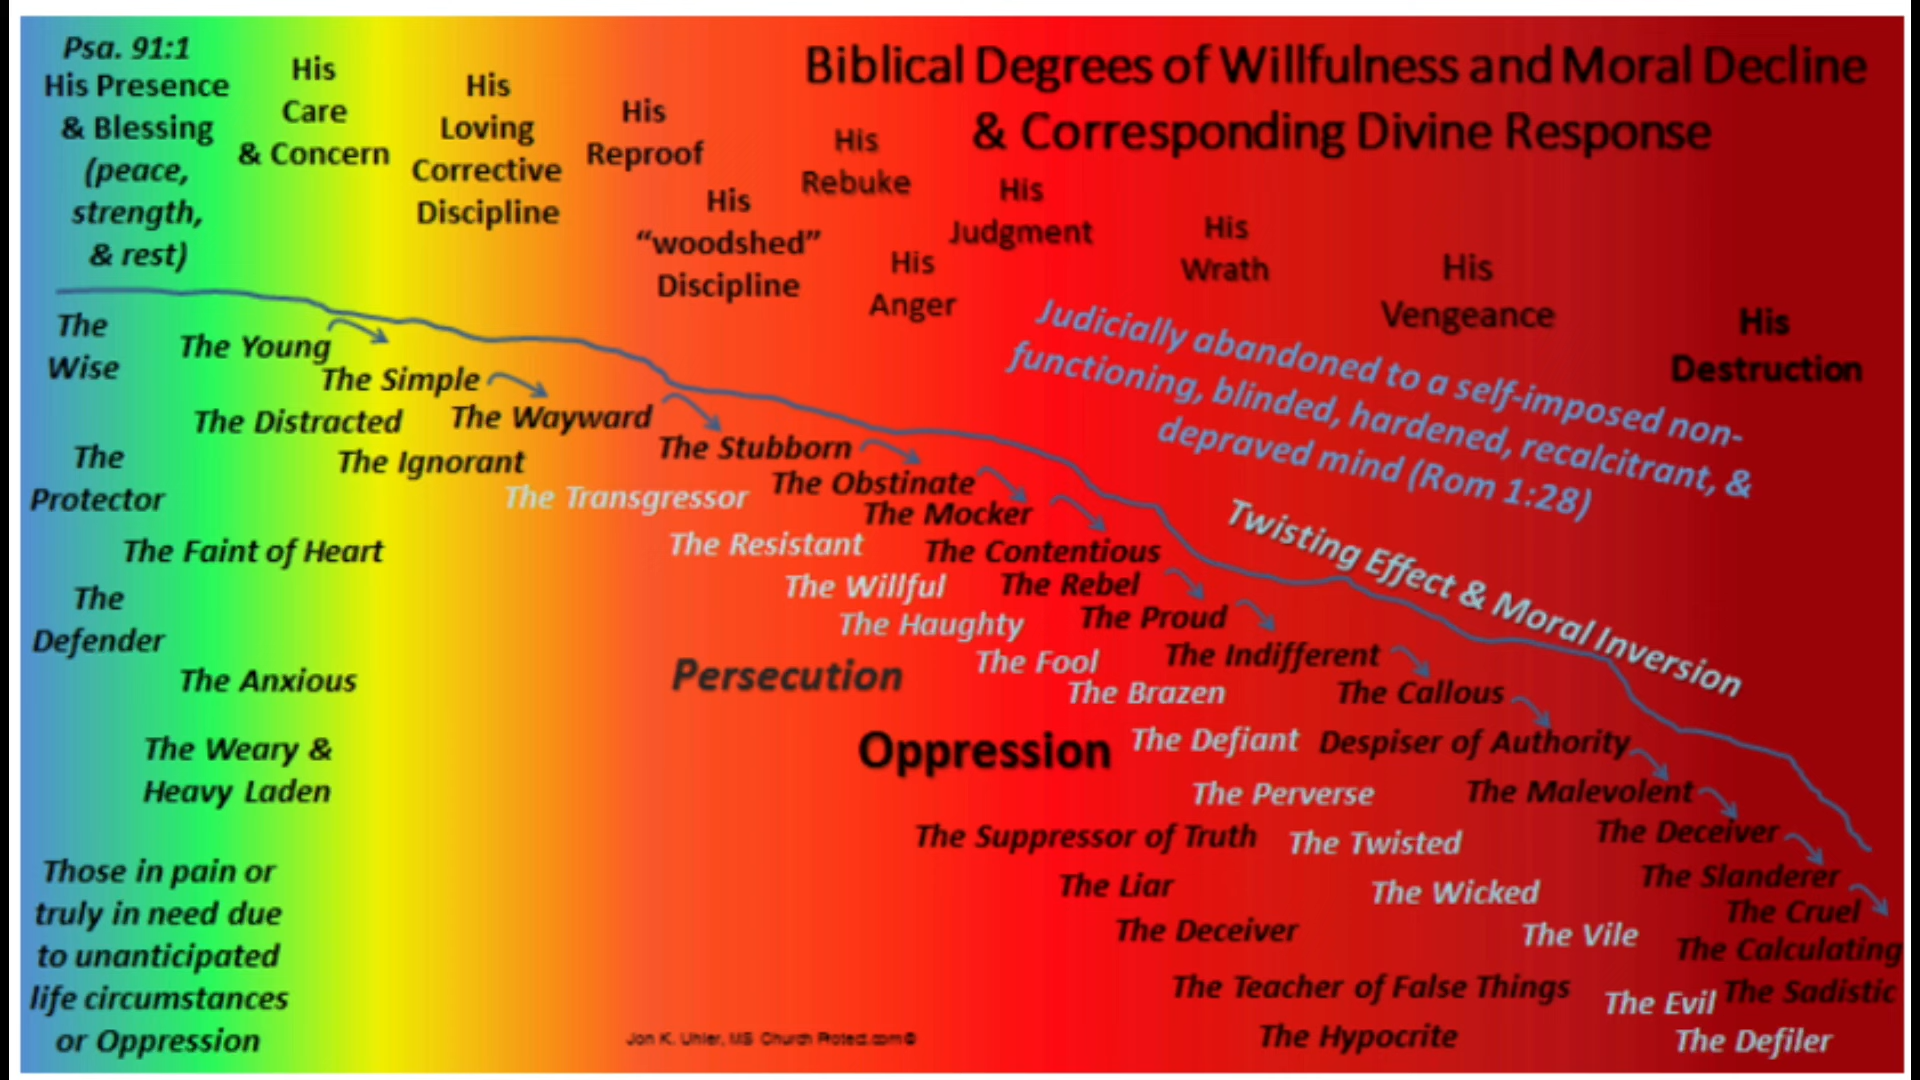 Biblical Degrees of Willfulness and Moral Decline
& Corresponding Divine Response
Psa. 91:1
His Presence
& Blessing
(peace,
strength,
& rest)
His
Care
& Concern
His
Loving
Corrective
Discipline
His
Reproof
His
"woodshed"
Discipline
His
Rebuke
His
Anger
His
Judgment
His
Wrath
His
Vengeance
His
Destruction
Judicially abandoned to a self-imposed non-
functioning, blinded, hardened, recalcitrant, &
depraved mind (Rom 1:28)
Twisting Effect & Moral Inversion
The
Wise
The Young
The Simple
The Distracted
The Wayward
The Ignorant
The Stubborn
The
Protector
The Transgressor
The Obstinate
The Mocker
The Faint of Heart
The Resistant
The Contentious
The Willful
The Rebel
The
Defender
The Haughty
The Proud
The Fool
The Indifferent
The Anxious
Persecution
The Brazen
The Callous
The Weary &
Heavy Laden
Oppression
The Defiant
Despiser of Authority
The Perverse
The Malevolent
The Suppressor of Truth
The Twisted
The Deceiver
Those in pain or
truly in need due
to unanticipated
life circumstances
or Oppression
The Liar
The Wicked
The Slanderer
The Cruel
The Deceiver
The Vile
The Calculating
The Teacher of False Things
The Evil
The Sadistic
The Hypocrite
The Defiler
Jon K. Uhler, MS Church Protect.com©